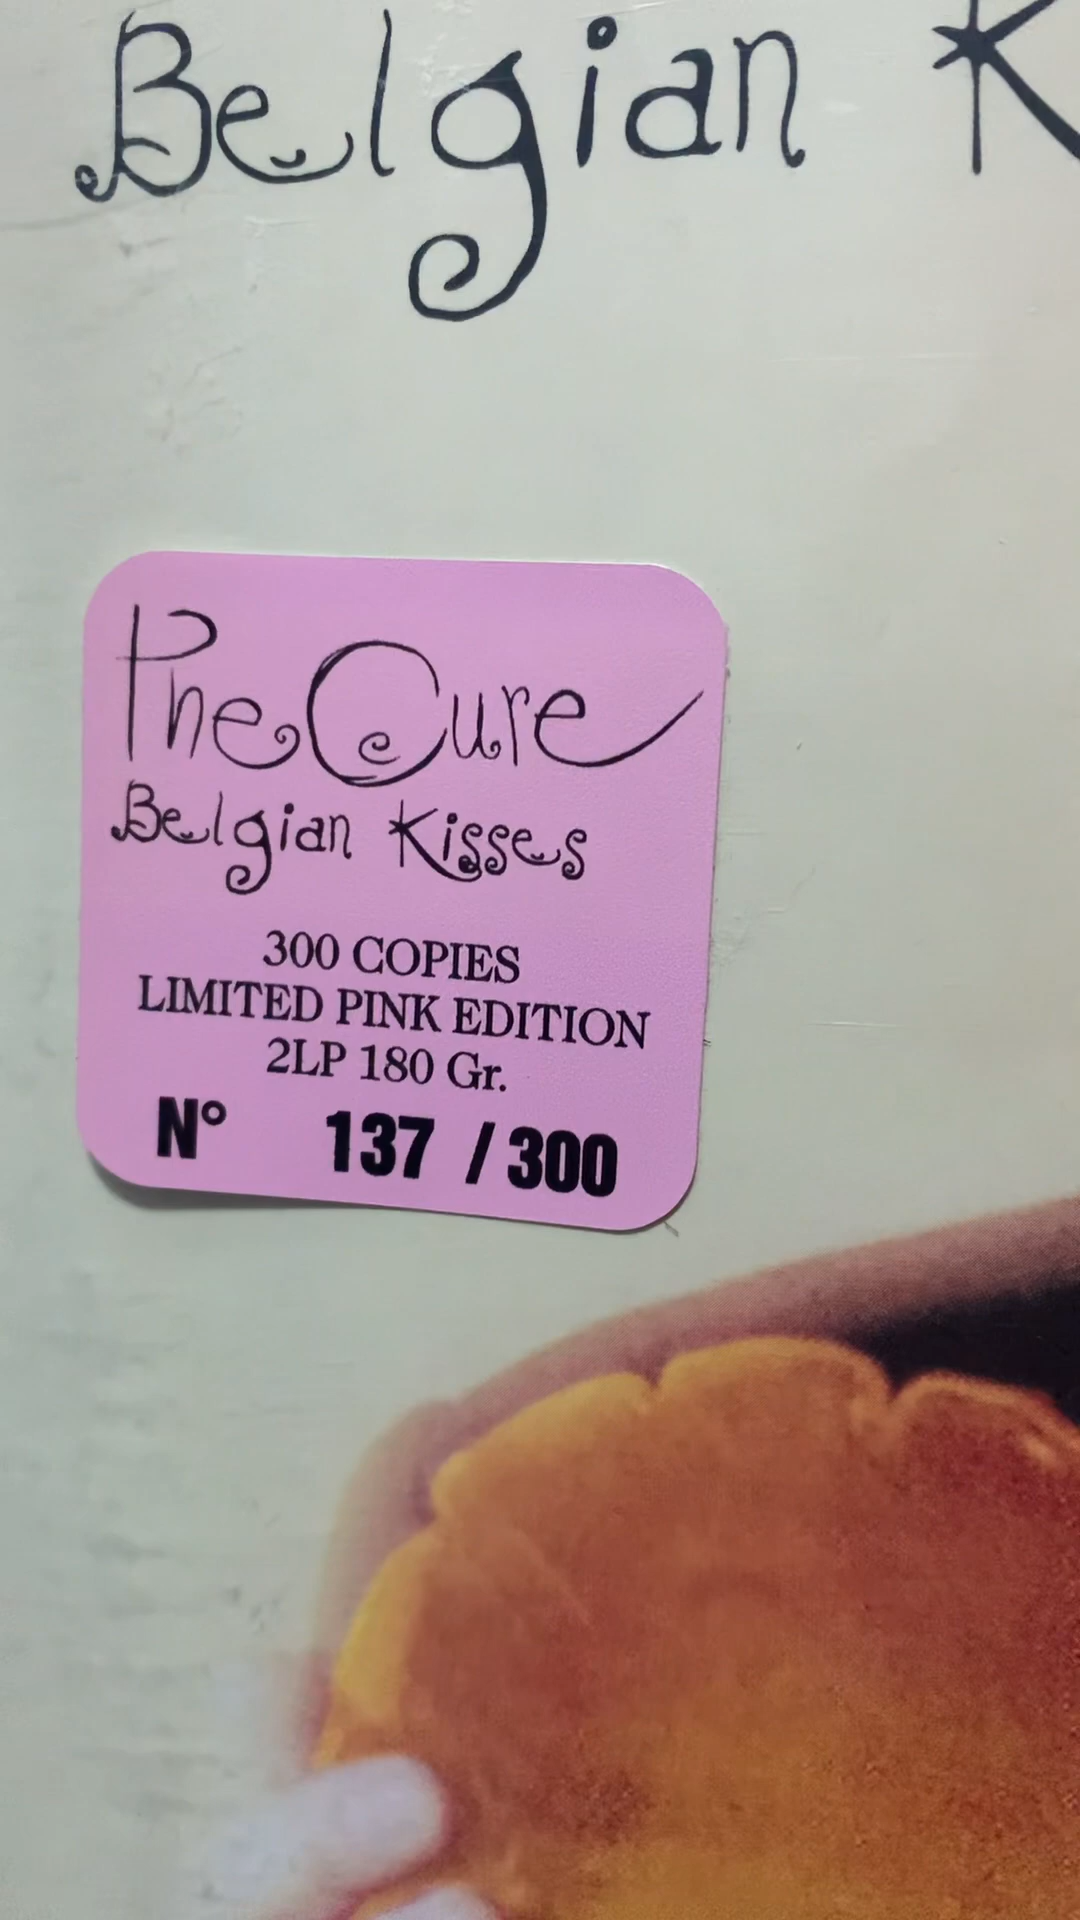 Belgian K
The Cure
Belgian Kisses
300 COPIES
LIMITED PINK EDITION
2LP 180 Gr.
N° 137 / 300